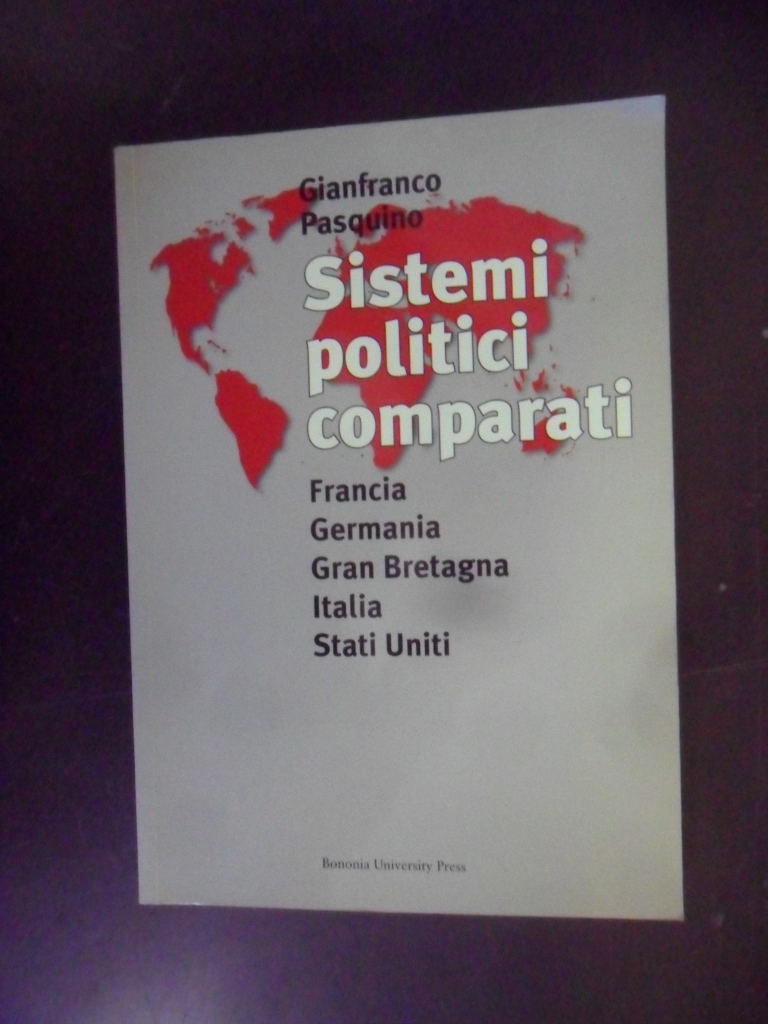 Gianfranco
Pasquino
Sistemi
politici
comparati
Francia
Germania
Gran Bretagna
Italia
Stati Uniti
Bononia University Press